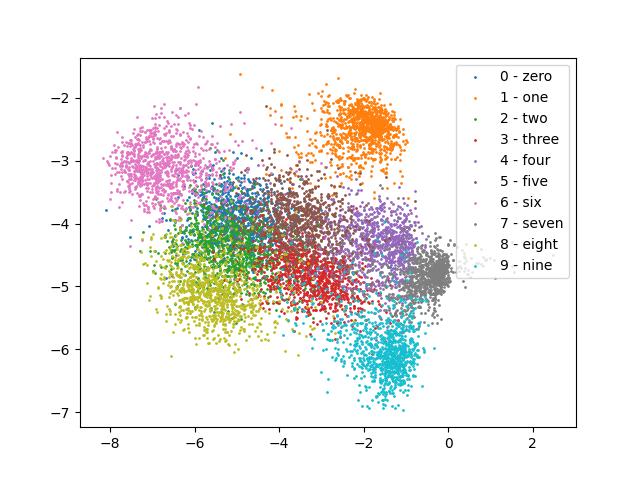 0 - zero
1 - one
2 - two
3 - three
4 - four
5 - five
6 - six
7 - seven
8 - eight
9 - nine
−2
−3
−4
−5
−6
−7
−8 −6 −4 −2 0 2